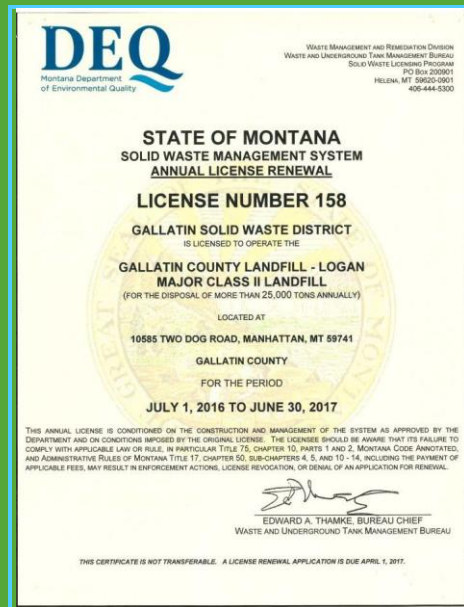 DEQ
Montana Department
of Environmental Quality
WASTE MANAGEMENT AND REMEDIATION DIVISION
WASTE AND UNDERGROUND TANK MANAGEMENT BUREAU
SOLID WASTE LICENSING PROGRAM
PO BOX 200901
HELENA, MT 59620-0901
406-444-5300
STATE OF MONTANA
SOLID WASTE MANAGEMENT SYSTEM
ANNUAL LICENSE RENEWAL
LICENSE NUMBER 158
GALLATIN SOLID WASTE DISTRICT
IS LICENSED TO OPERATE THE
GALLATIN COUNTY LANDFILL - LOGAN
MAJOR CLASS II LANDFILL
(FOR THE DISPOSAL OF MORE THAN 25,000 TONS ANNUALLY)
LOCATED AT
10585 TWO DOG ROAD, MANHATTAN, MT 59741
GALLATIN COUNTY
FOR THE PERIOD
JULY 1, 2016 TO JUNE 30, 2017
THIS ANNUAL LICENSE IS CONDITIONED ON THE CONSTRUCTION AND MANAGEMENT OF THE SYSTEM AS APPROVED BY THE
DEPARTMENT AND ON CONDITIONS IMPOSED BY THE ORIGINAL LICENSE. THE LICENSEE SHOULD BE AWARE THAT ITS FAILURE TO
COMPLY WITH APPLICABLE LAW OR RULE, IN PARTICULAR TITLE 75, CHAPTER 10, PARTS 1 AND 2, MONTANA CODE ANNOTATED,
AND ADMINISTRATIVE RULES OF MONTANA TITLE 17, CHAPTER 50, SUB-CHAPTERS 4, 5, AND 10 - 14, INCLUDING THE PAYMENT OF
APPLICABLE FEES, MAY RESULT IN ENFORCEMENT ACTIONS, LICENSE REVOCATION, OR DENIAL OF AN APPLICATION FOR RENEWAL.
EDWARD A. THAMKE, BUREAU CHIEF
WASTE AND UNDERGROUND TANK MANAGEMENT BUREAU
THIS CERTIFICATE IS NOT TRANSFERABLE. A LICENSE RENEWAL APPLICATION IS DUE APRIL 1, 2017.